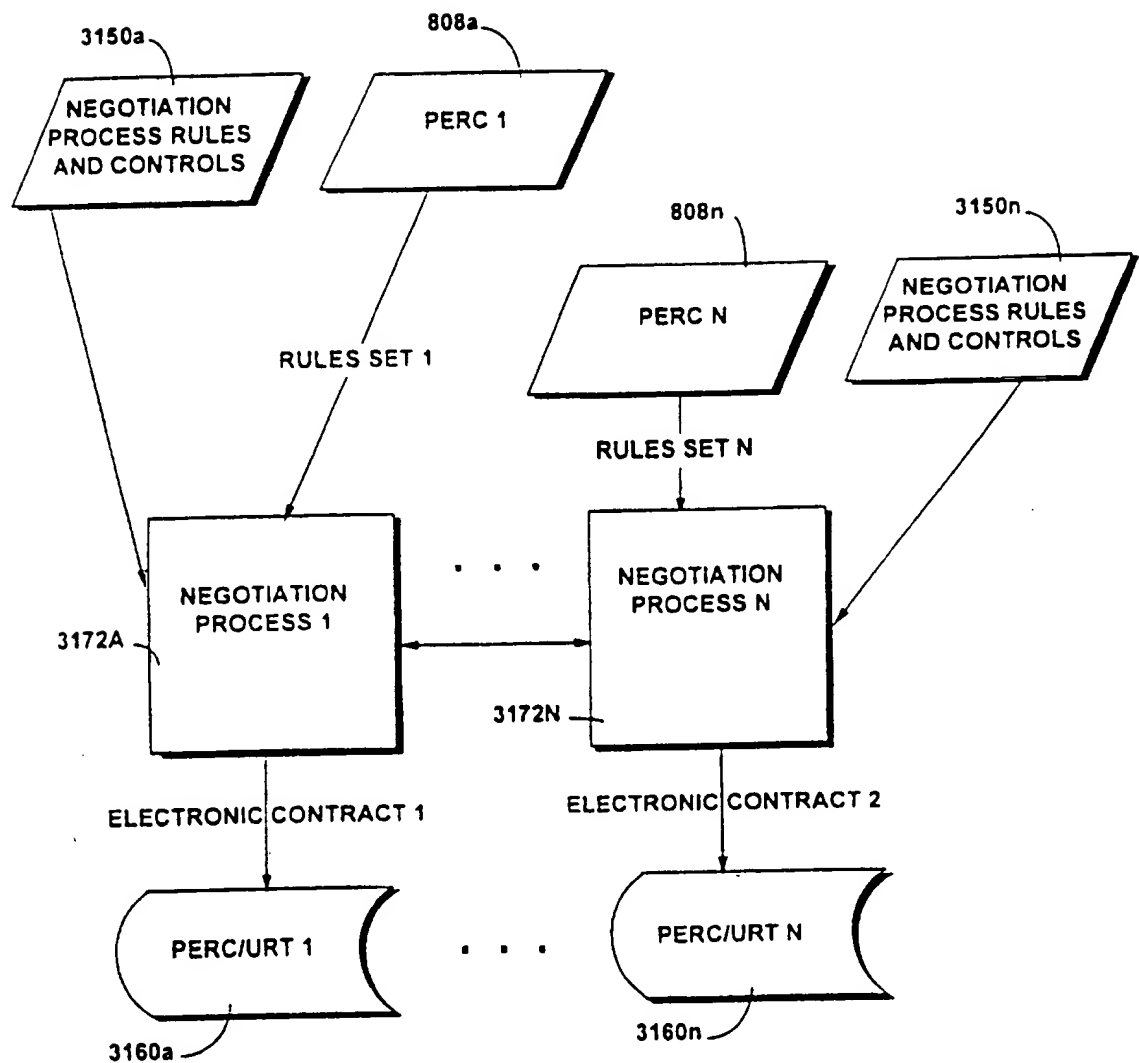 3150a
808a
NEGOTIATION
PROCESS RULES
AND CONTROLS
PERC 1
808n
3150n
PERC N
NEGOTIATION
PROCESS RULES
AND CONTROLS
RULES SET 1
RULES SET N
NEGOTIATION
PROCESS 1
. . .
NEGOTIATION
PROCESS N
3172A
3172N
ELECTRONIC CONTRACT 1
ELECTRONIC CONTRACT 2
PERC/URT 1
. . .
PERC/URT N
3160a
3160n